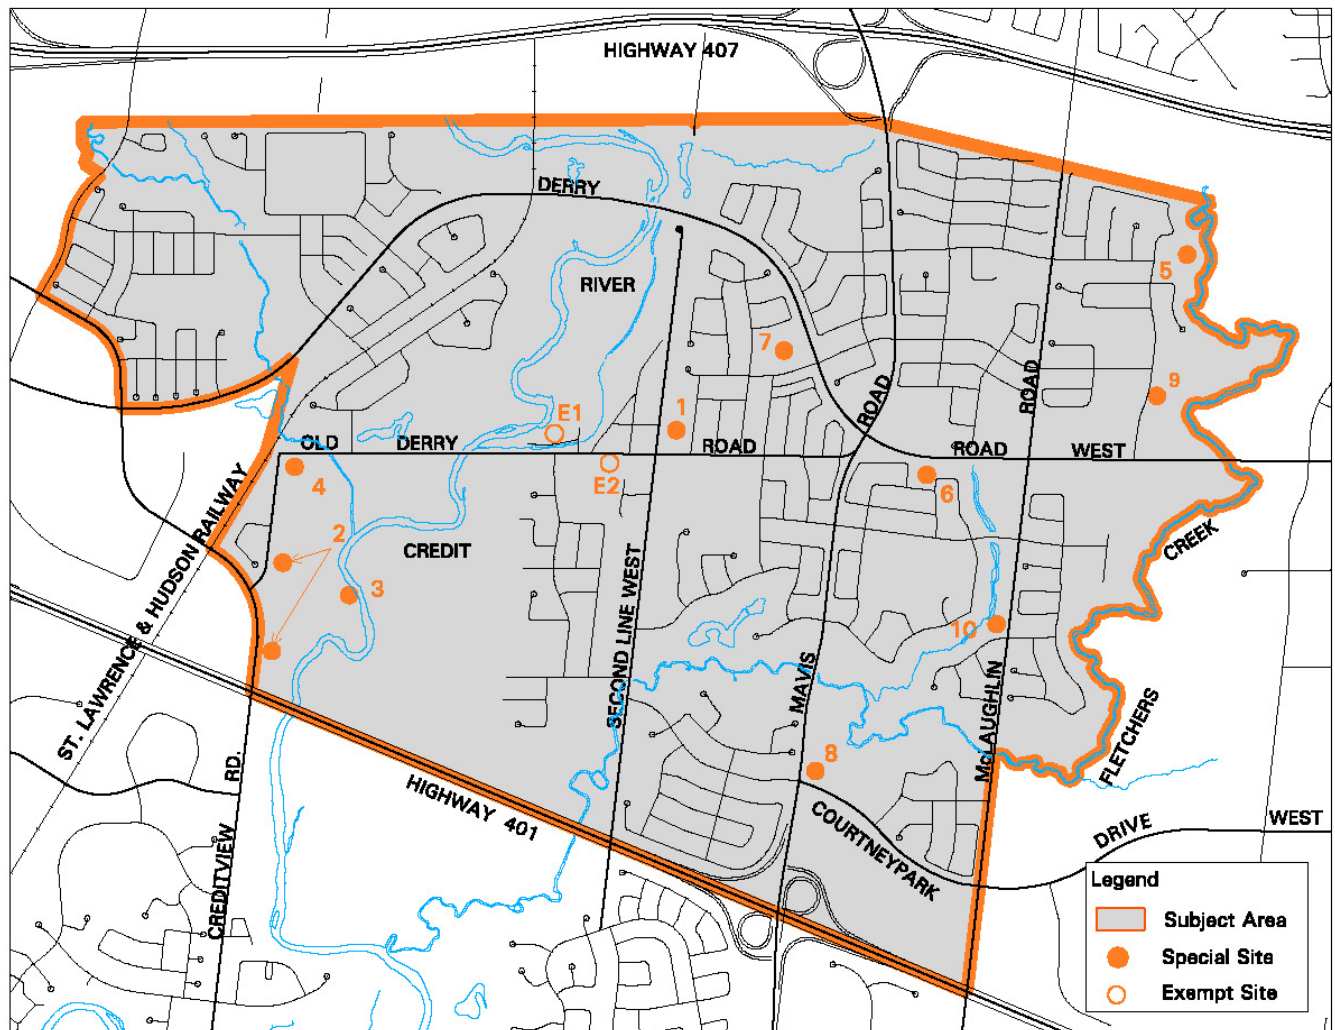 HIGHWAY 407
DERRY
RIVER
5
7
ROAD
ROAD
9
E1
1
OLD
DERRY
ROAD
ROAD
WEST
E2
4
6
2
CREDIT
CREEK
3
10
ST. LAWRENCE & HUDSON RAILWAY
SECOND LINE WEST
MAVIS
McLAUGHLIN
FLETCHERS
8
RD.
CREDITVIEW
HIGHWAY 401
COURTNEYPARK
DRIVE
WEST
Legend
Subject Area
Special Site
Exempt Site